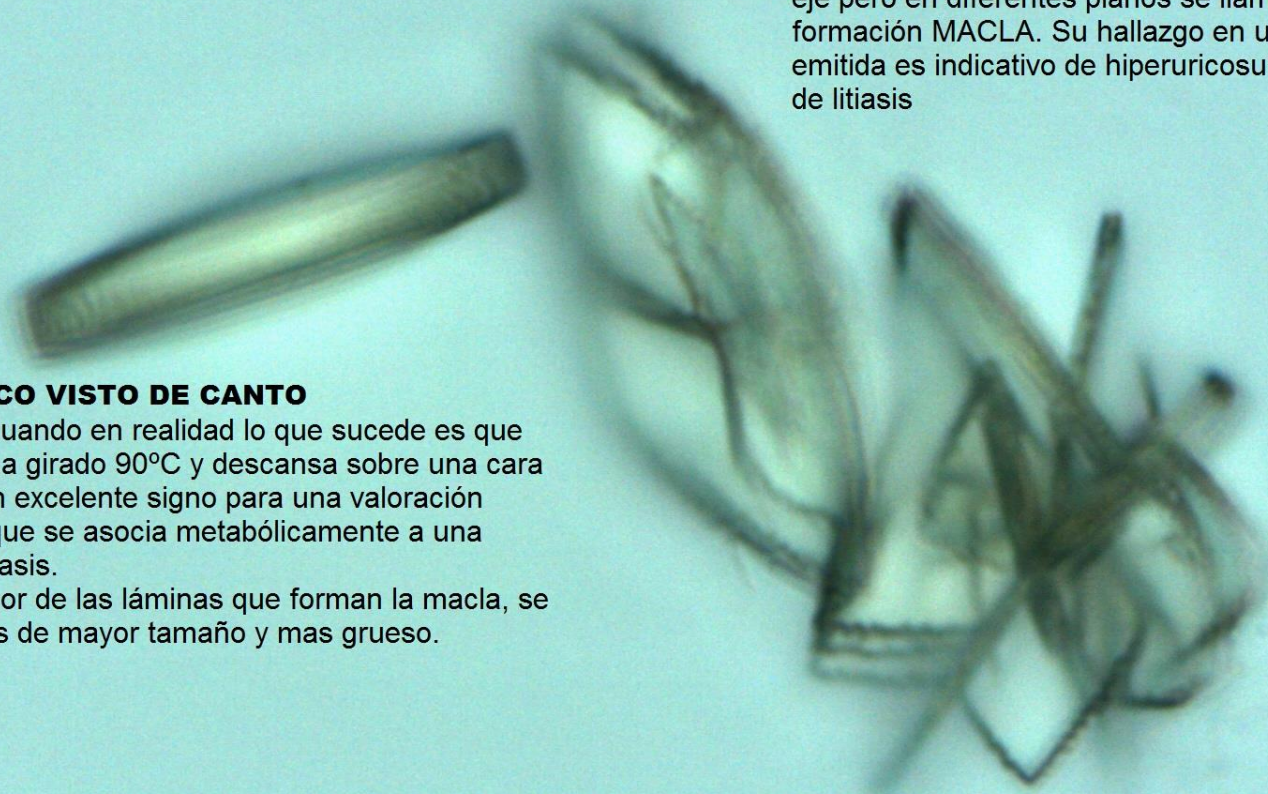 eje pero en diferentes planos se llam
formación MACLA. Su hallazgo en u
emitida es indicativo de hiperuricosu
de litiasis
CO VISTO DE CANTO
uando en realidad lo que sucede es que
a girado 90ºC y descansa sobre una cara
n excelente signo para una valoración
que se asocia metabólicamente a una
asis.
or de las láminas que forman la macla, se
s de mayor tamaño y mas grueso.